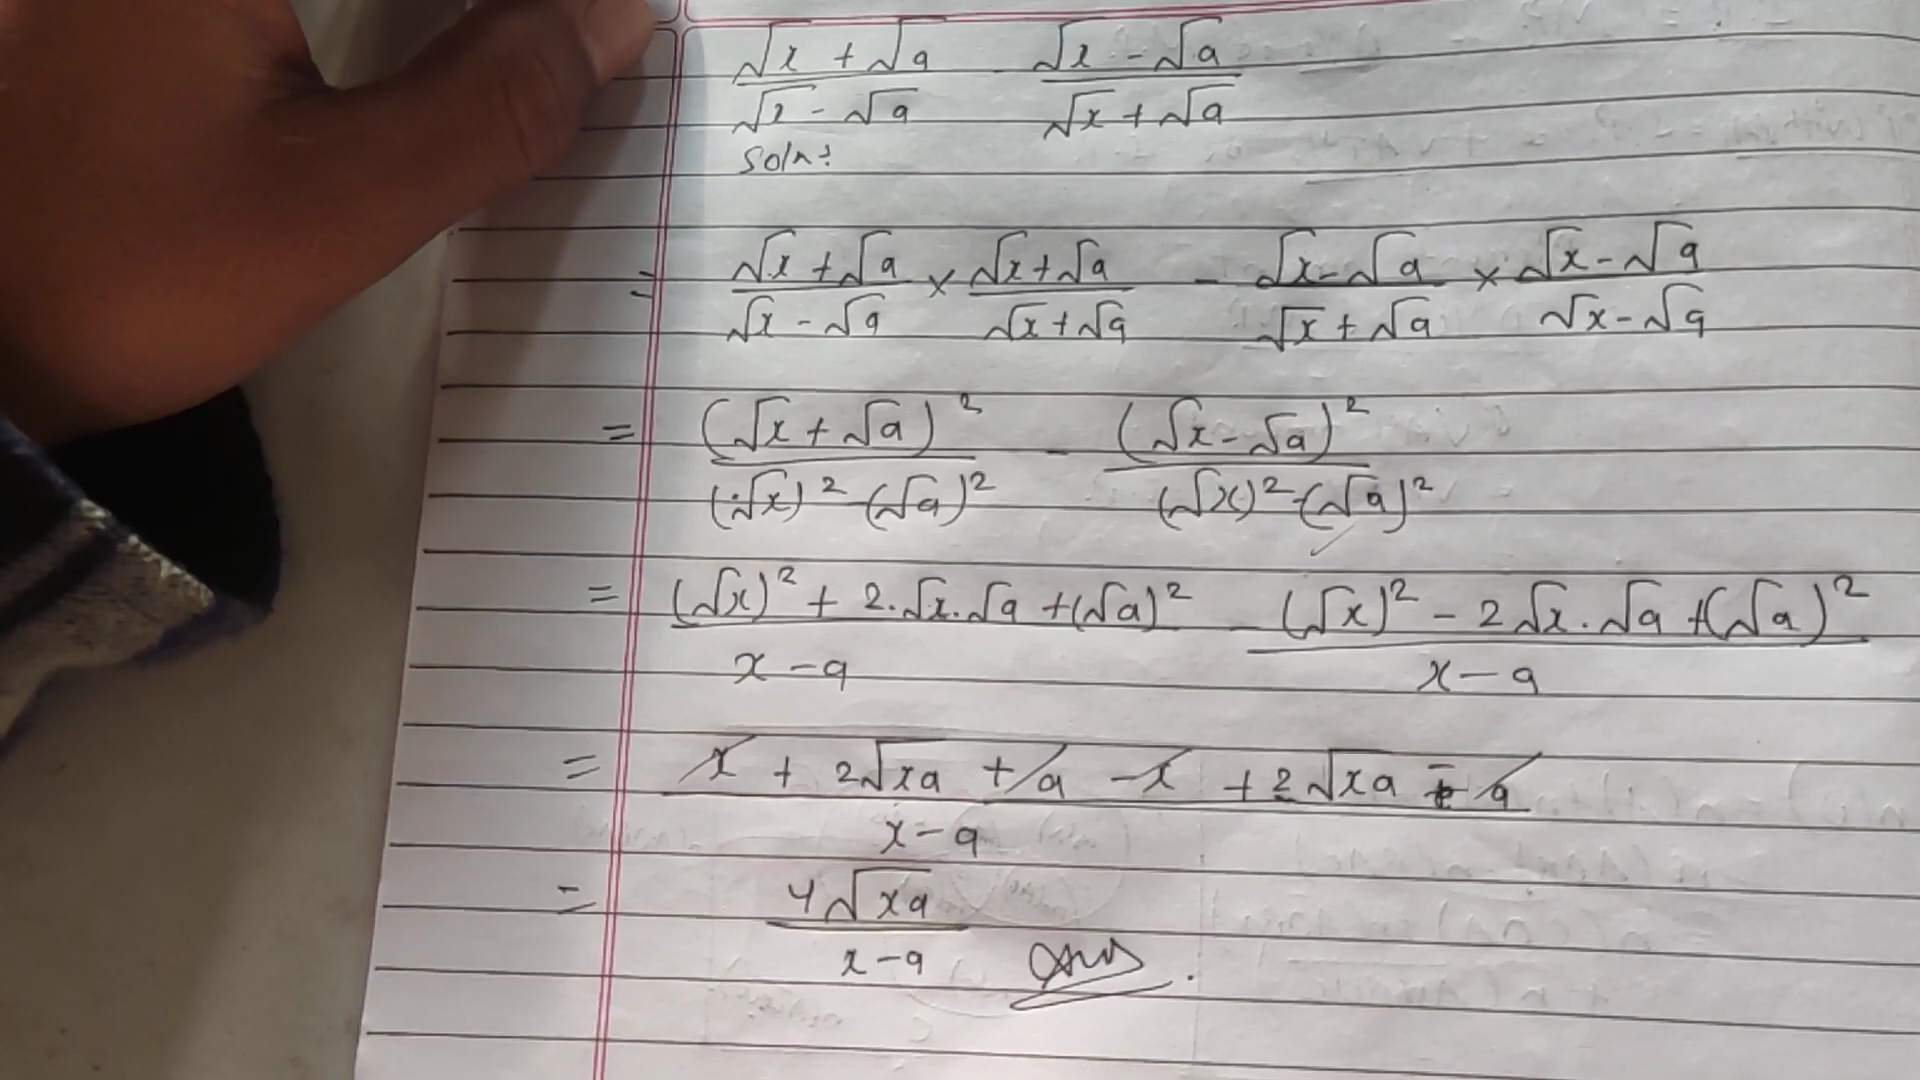 (√x + √a)/(√x - √a) - (√x - √a)/(√x + √a)
Soln:
= (√x + √a)/(√x - √a) × (√x + √a)/(√x + √a) - (√x - √a)/(√x + √a) × (√x - √a)/(√x - √a)
= (√x + √a)²/((√x)² - (√a)²) - (√x - √a)²/((√x)² - (√a)²)
= ((√x)² + 2.√x.√a + (√a)²)/(x - a) - ((√x)² - 2√x.√a + (√a)²)/(x - a)
= (x + 2√xa + a - x + 2√xa - a)/(x - a)
= 4√xa/(x - a) Ans.